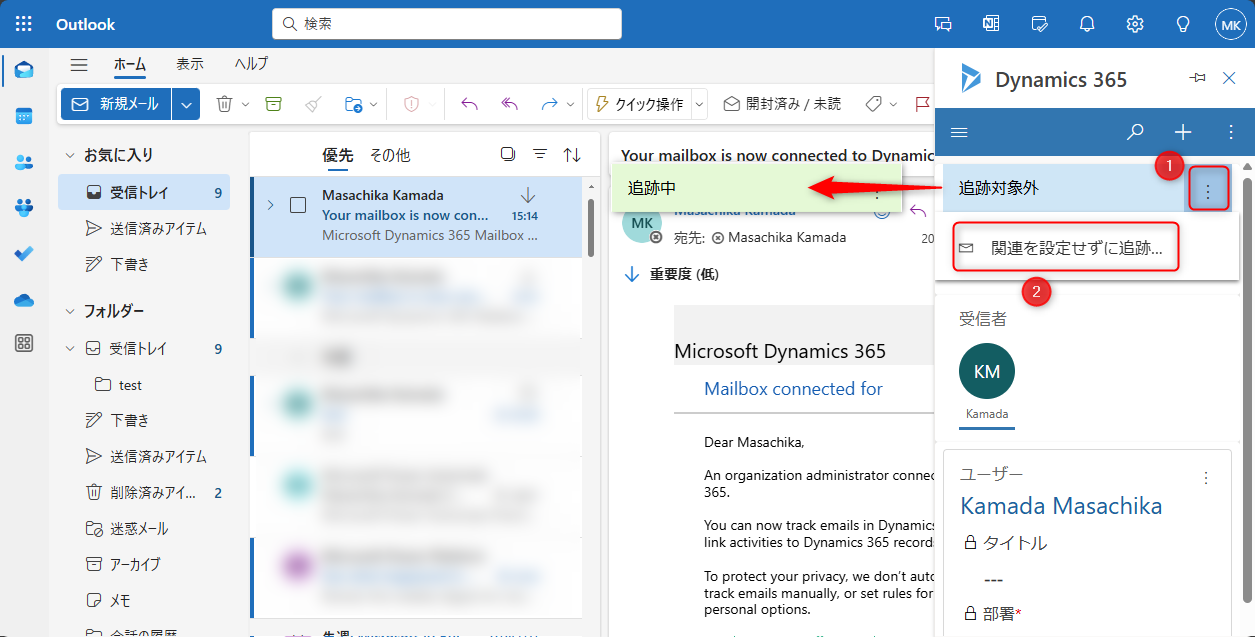 Outlook
検索
MK
ホーム
表示
ヘルプ
新規メール
クイック操作
開封済み / 未読
お気に入り
受信トレイ 9
送信済みアイテム
下書き
フォルダー
受信トレイ 9
test
下書き
送信済みアイテム
削除済みアイ... 2
迷惑メール
アーカイブ
メモ
会話の履歴
優先
その他
Masachika Kamada
Your mailbox is now con... 15:14
Microsoft Dynamics 365 Mailbox ...
Your mailbox is now connected to Dynamic
追跡中
MK
Masachika Kamada
宛先: Masachika Kamada
20
重要度 (低)
Microsoft Dynamics 365
Mailbox connected for
Dear Masachika,
An organization administrator connec
365.
You can now track emails in Dynamics
link activities to Dynamics 365 records
To protect your privacy, we don't auto
track emails manually, or set rules for
personal options.
Dynamics 365
1
追跡対象外
関連を設定せずに追跡...
2
受信者
KM
Kamada
ユーザー
Kamada Masachika
タイトル
---
部署*